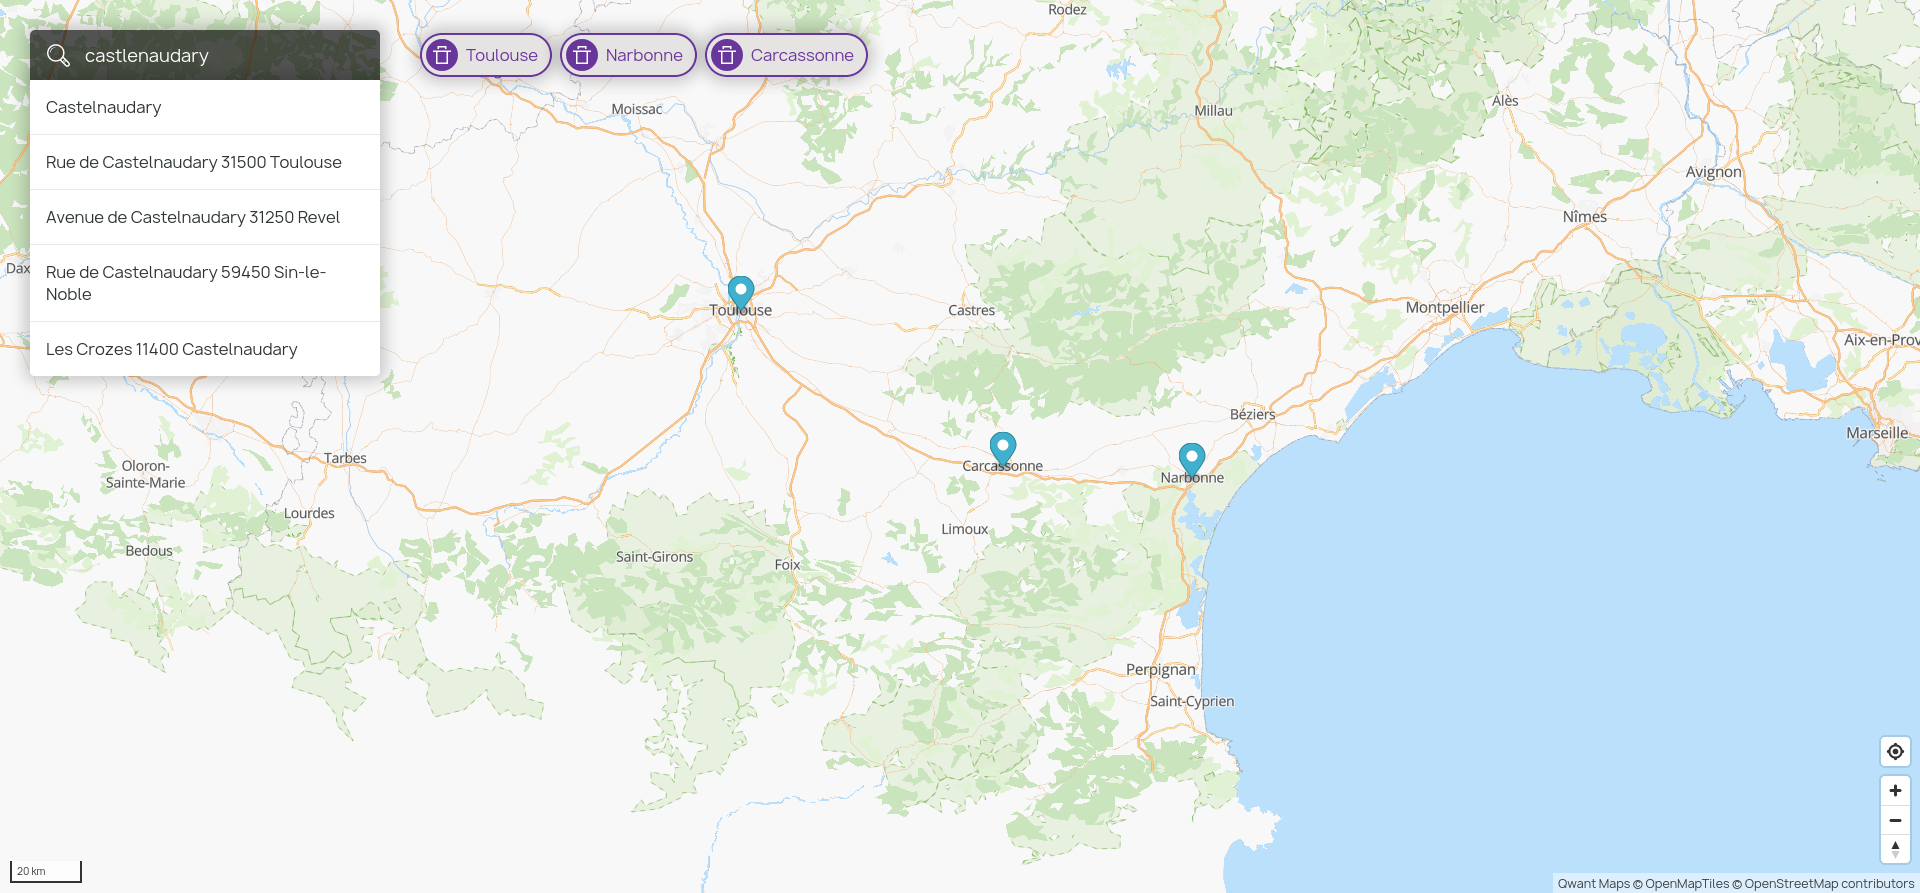 castlenaudary
Castelnaudary
Rue de Castelnaudary 31500 Toulouse
Avenue de Castelnaudary 31250 Revel
Rue de Castelnaudary 59450 Sin-le-
Noble
Les Crozes 11400 Castelnaudary
Toulouse
Narbonne
Carcassonne
Rodez
Moissac
Millau
Alès
Avignon
Nîmes
Dax
Toulouse
Castres
Montpellier
Aix-en-Prov
Béziers
Marseille
Tarbes
Oloron-
Sainte-Marie
Carcassonne
Narbonne
Lourdes
Limoux
Bedous
Saint-Girons
Foix
Perpignan
Saint-Cyprien
20 km
Qwant Maps © OpenMapTiles © OpenStreetMap contributors